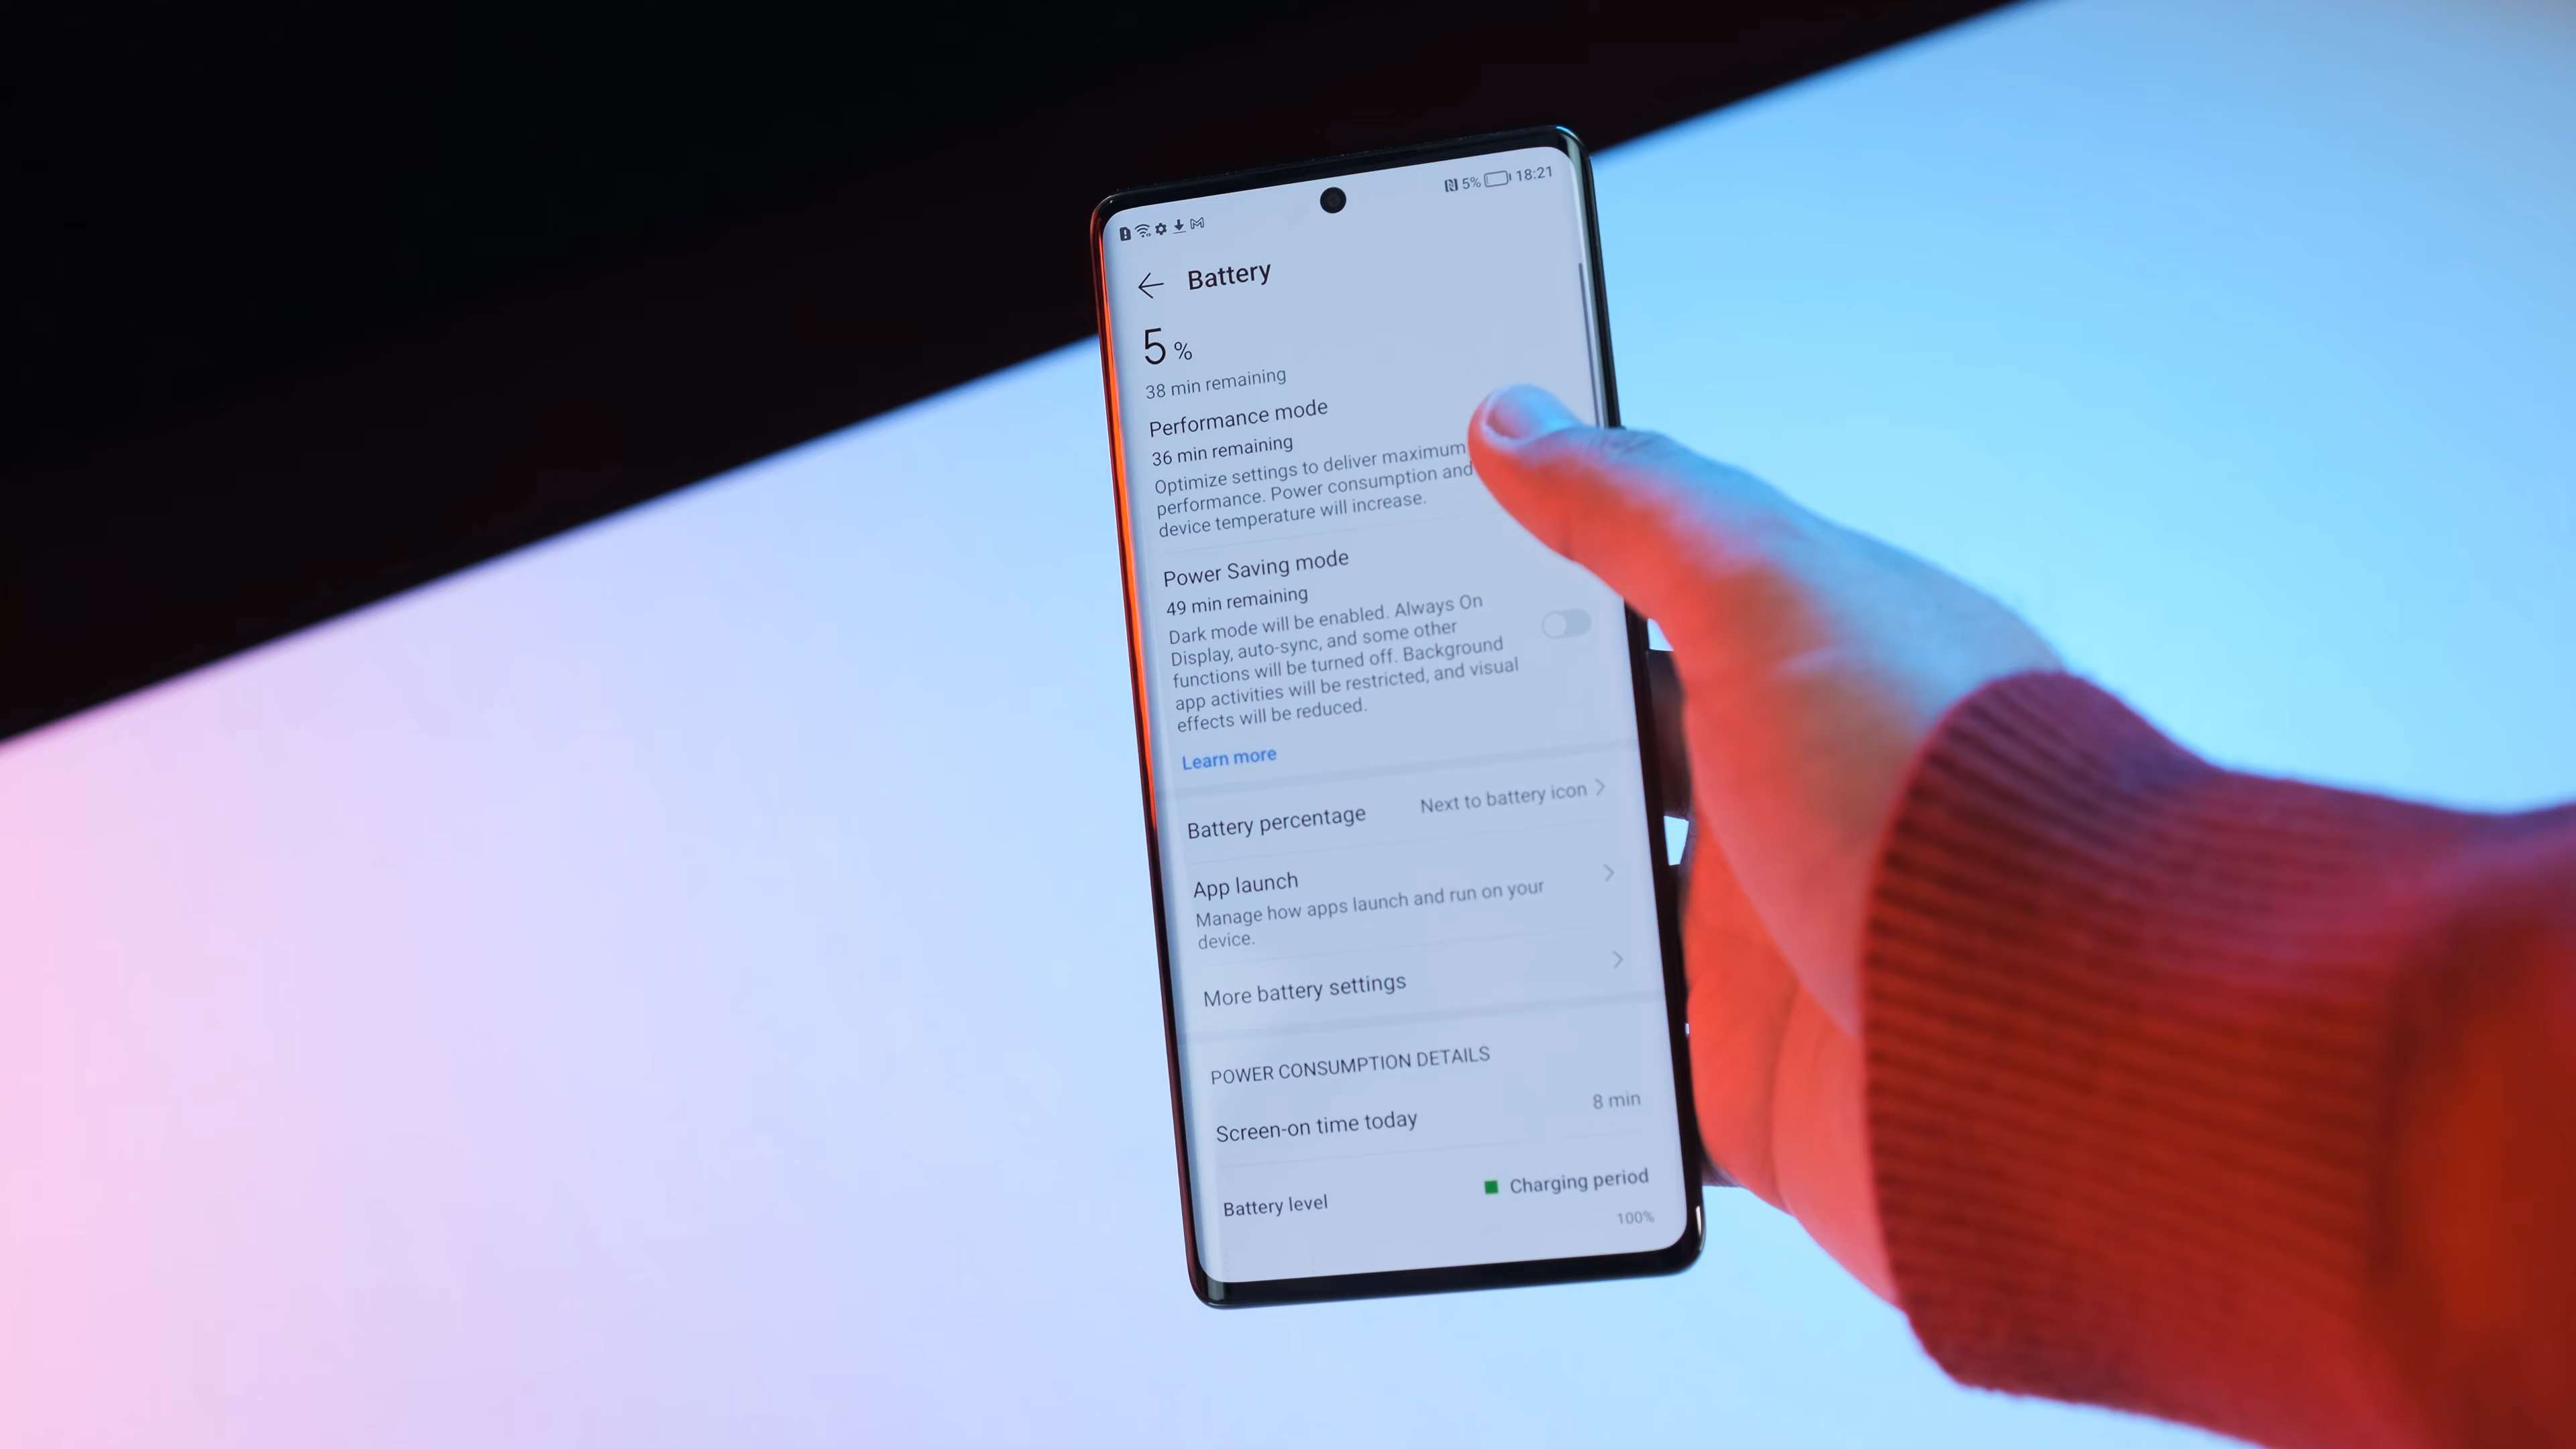 5% 18:21
Battery
5 %
38 min remaining
Performance mode
36 min remaining
Optimize settings to deliver maximum
performance. Power consumption and
device temperature will increase.
Power Saving mode
49 min remaining
Dark mode will be enabled. Always On
Display, auto-sync, and some other
functions will be turned off. Background
app activities will be restricted, and visual
effects will be reduced.
Learn more
Battery percentage Next to battery icon
App launch
Manage how apps launch and run on your
device.
More battery settings
POWER CONSUMPTION DETAILS
Screen-on time today 8 min
Battery level Charging period
100%